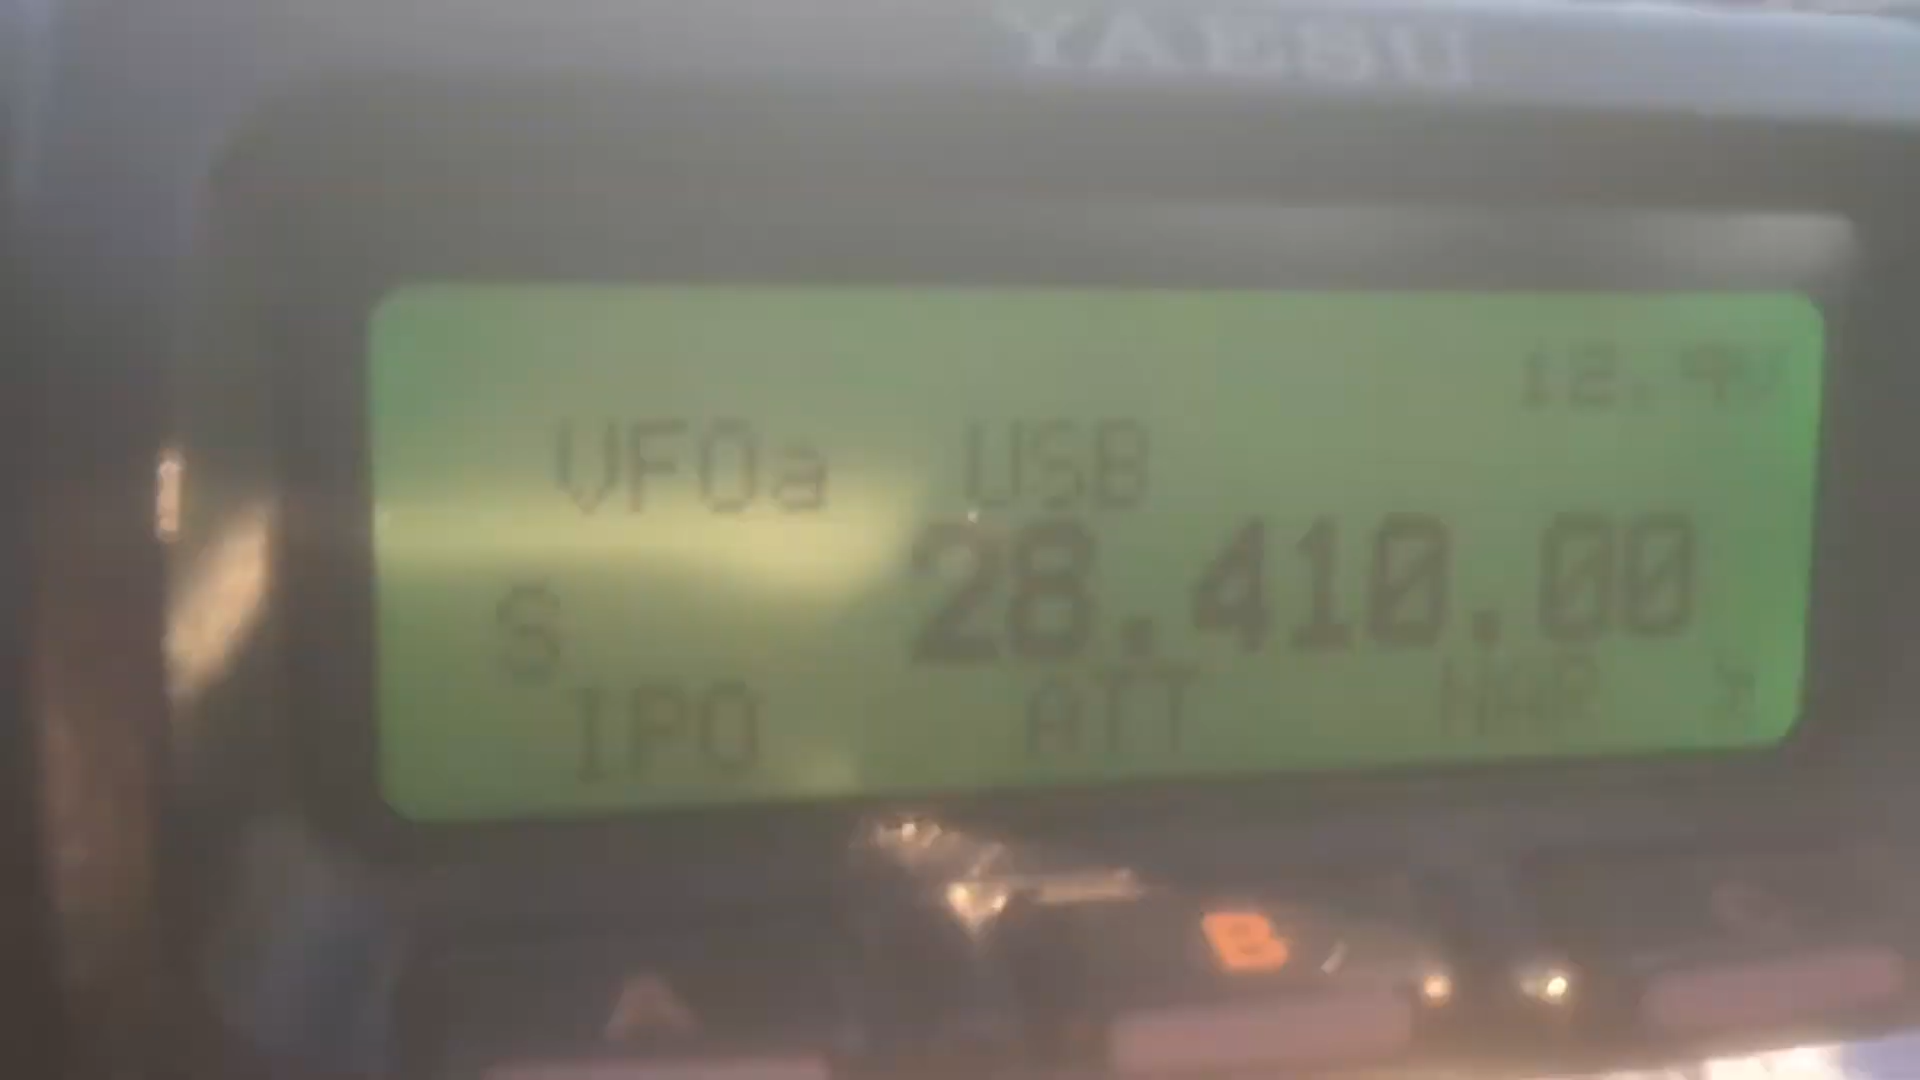 YAESU
VFOa USB
28.410.00
S
IPO ATT
B